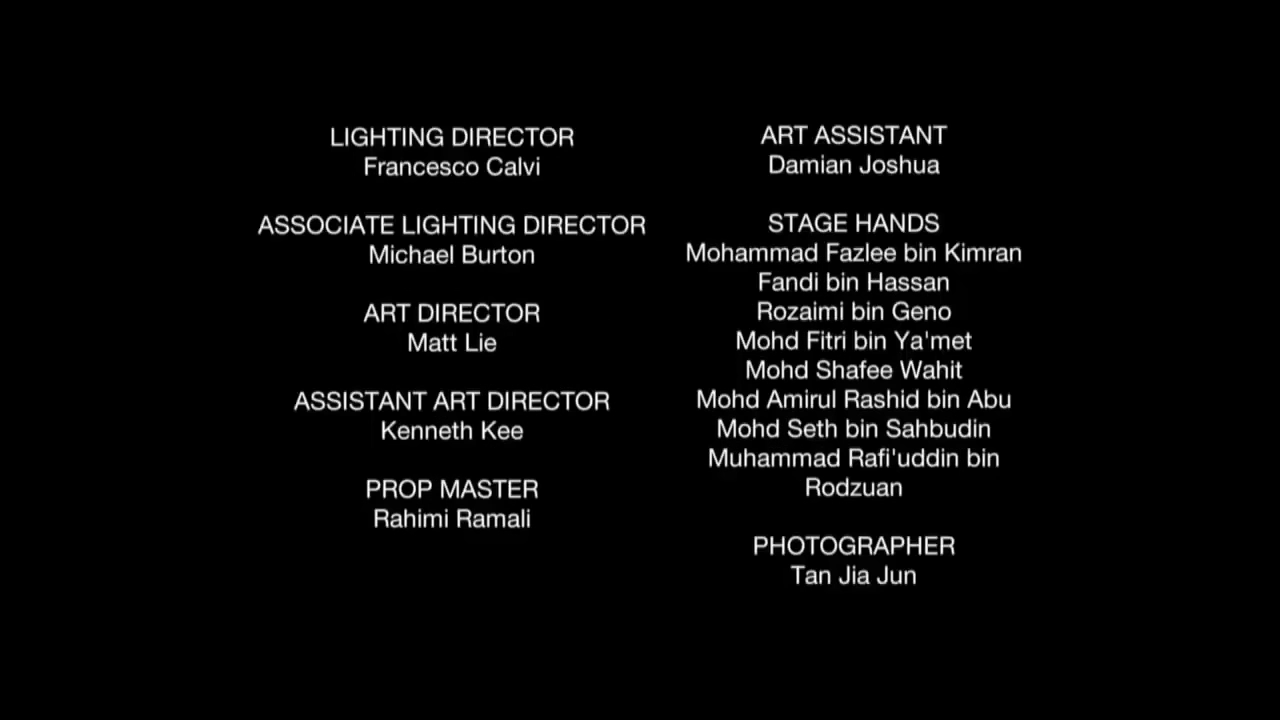 LIGHTING DIRECTOR
Francesco Calvi
ASSOCIATE LIGHTING DIRECTOR
Michael Burton
ART DIRECTOR
Matt Lie
ASSISTANT ART DIRECTOR
Kenneth Kee
PROP MASTER
Rahimi Ramali
ART ASSISTANT
Damian Joshua
STAGE HANDS
Mohammad Fazlee bin Kimran
Fandi bin Hassan
Rozaimi bin Geno
Mohd Fitri bin Ya'met
Mohd Shafee Wahit
Mohd Amirul Rashid bin Abu
Mohd Seth bin Sahbudin
Muhammad Rafi'uddin bin
Rodzuan
PHOTOGRAPHER
Tan Jia Jun